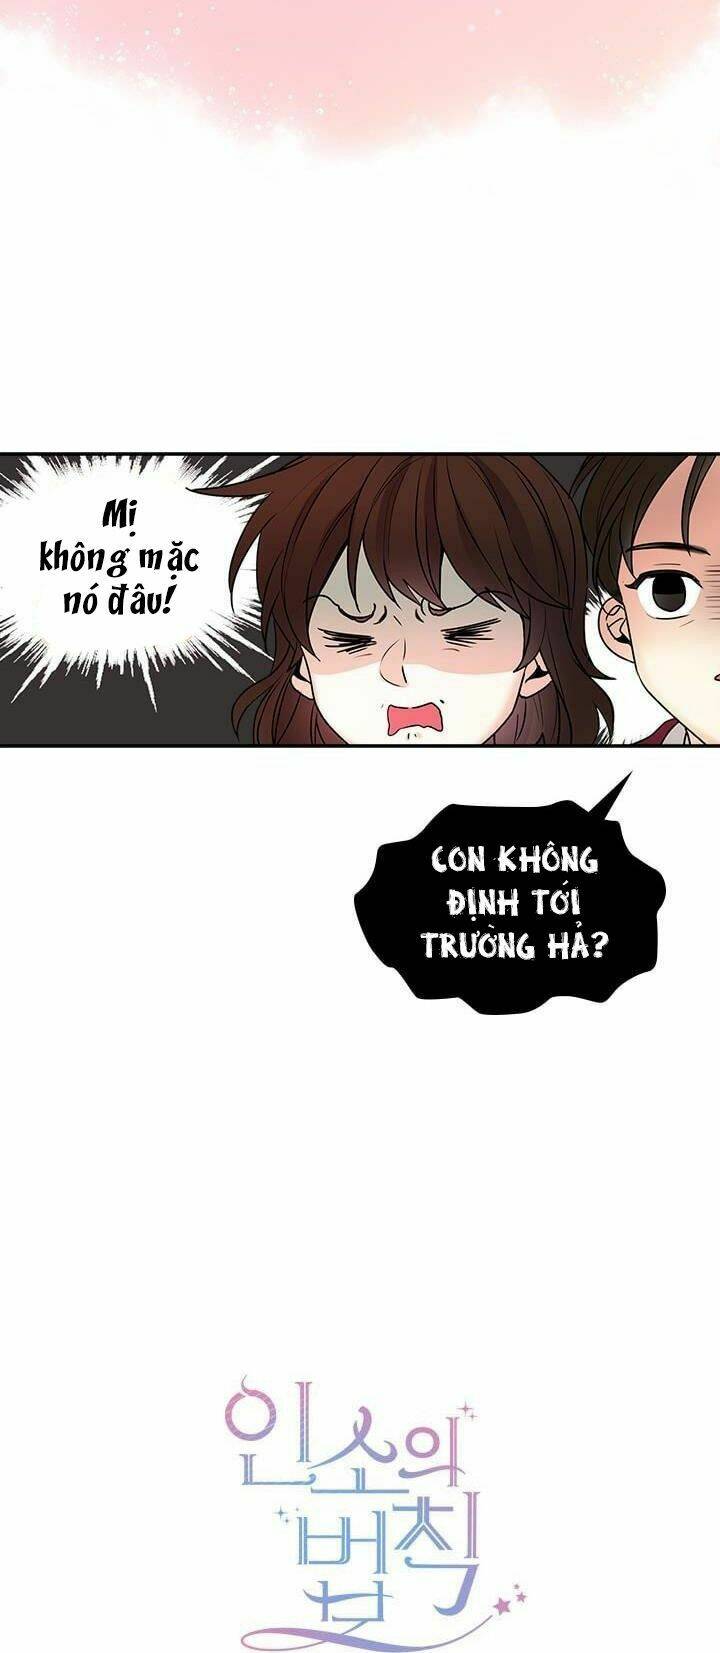 Mị
không mặc
nó đâu!
CON KHÔNG
ĐỊNH TỚI
TRƯỜNG HẢ?
인소의
법칙